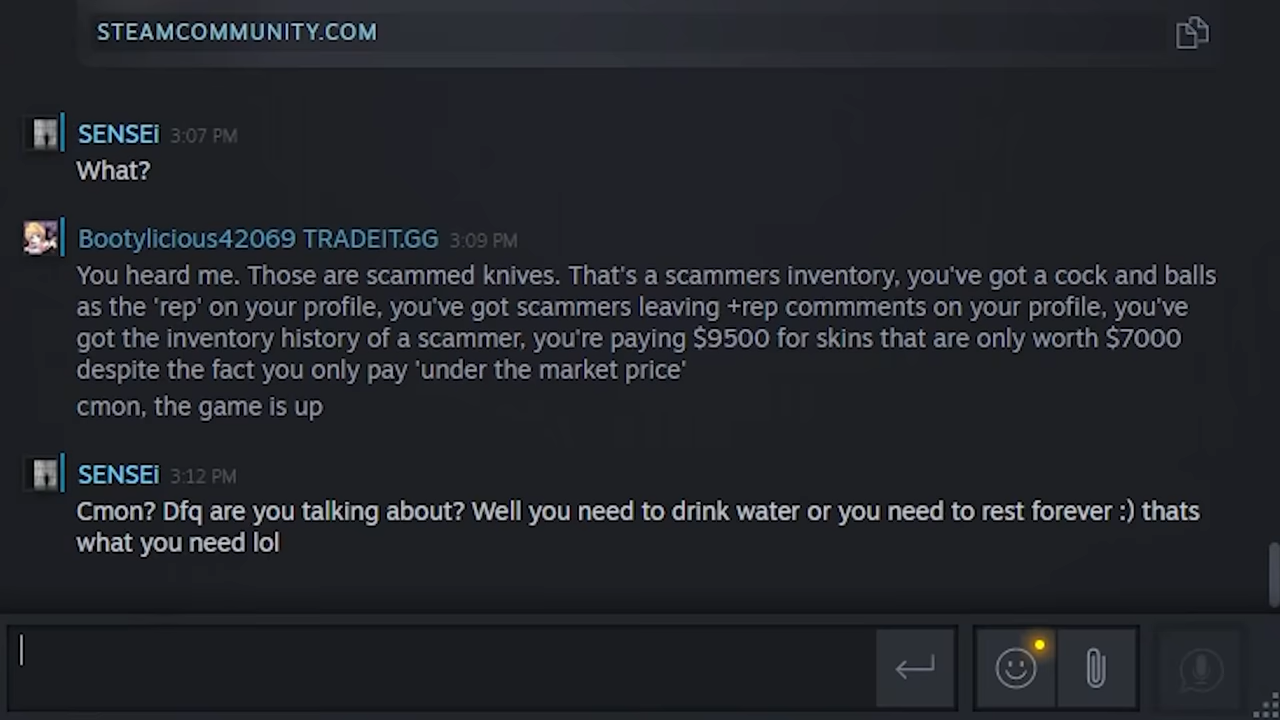 STEAMCOMMUNITY.COM
SENSEi 3:07 PM
What?
Bootylicious42069 TRADEIT.GG 3:09 PM
You heard me. Those are scammed knives. That's a scammers inventory, you've got a cock and balls
as the 'rep' on your profile, you've got scammers leaving +rep commments on your profile, you've
got the inventory history of a scammer, you're paying $9500 for skins that are only worth $7000
despite the fact you only pay 'under the market price'
cmon, the game is up
SENSEi 3:12 PM
Cmon? Dfq are you talking about? Well you need to drink water or you need to rest forever :) thats
what you need lol